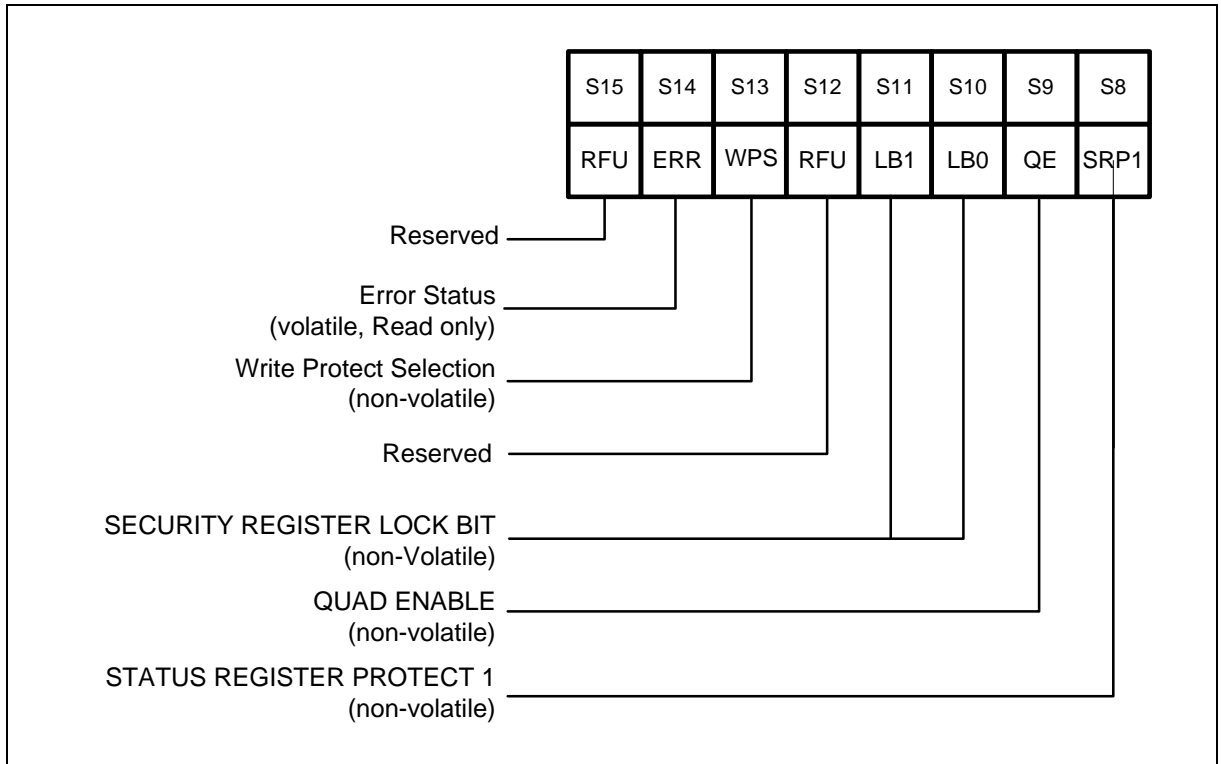 S15 S14 S13 S12 S11 S10 S9 S8
RFU ERR WPS RFU LB1 LB0 QE SRP1
Reserved
Error Status
(volatile, Read only)
Write Protect Selection
(non-volatile)
Reserved
SECURITY REGISTER LOCK BIT
(non-Volatile)
QUAD ENABLE
(non-volatile)
STATUS REGISTER PROTECT 1
(non-volatile)